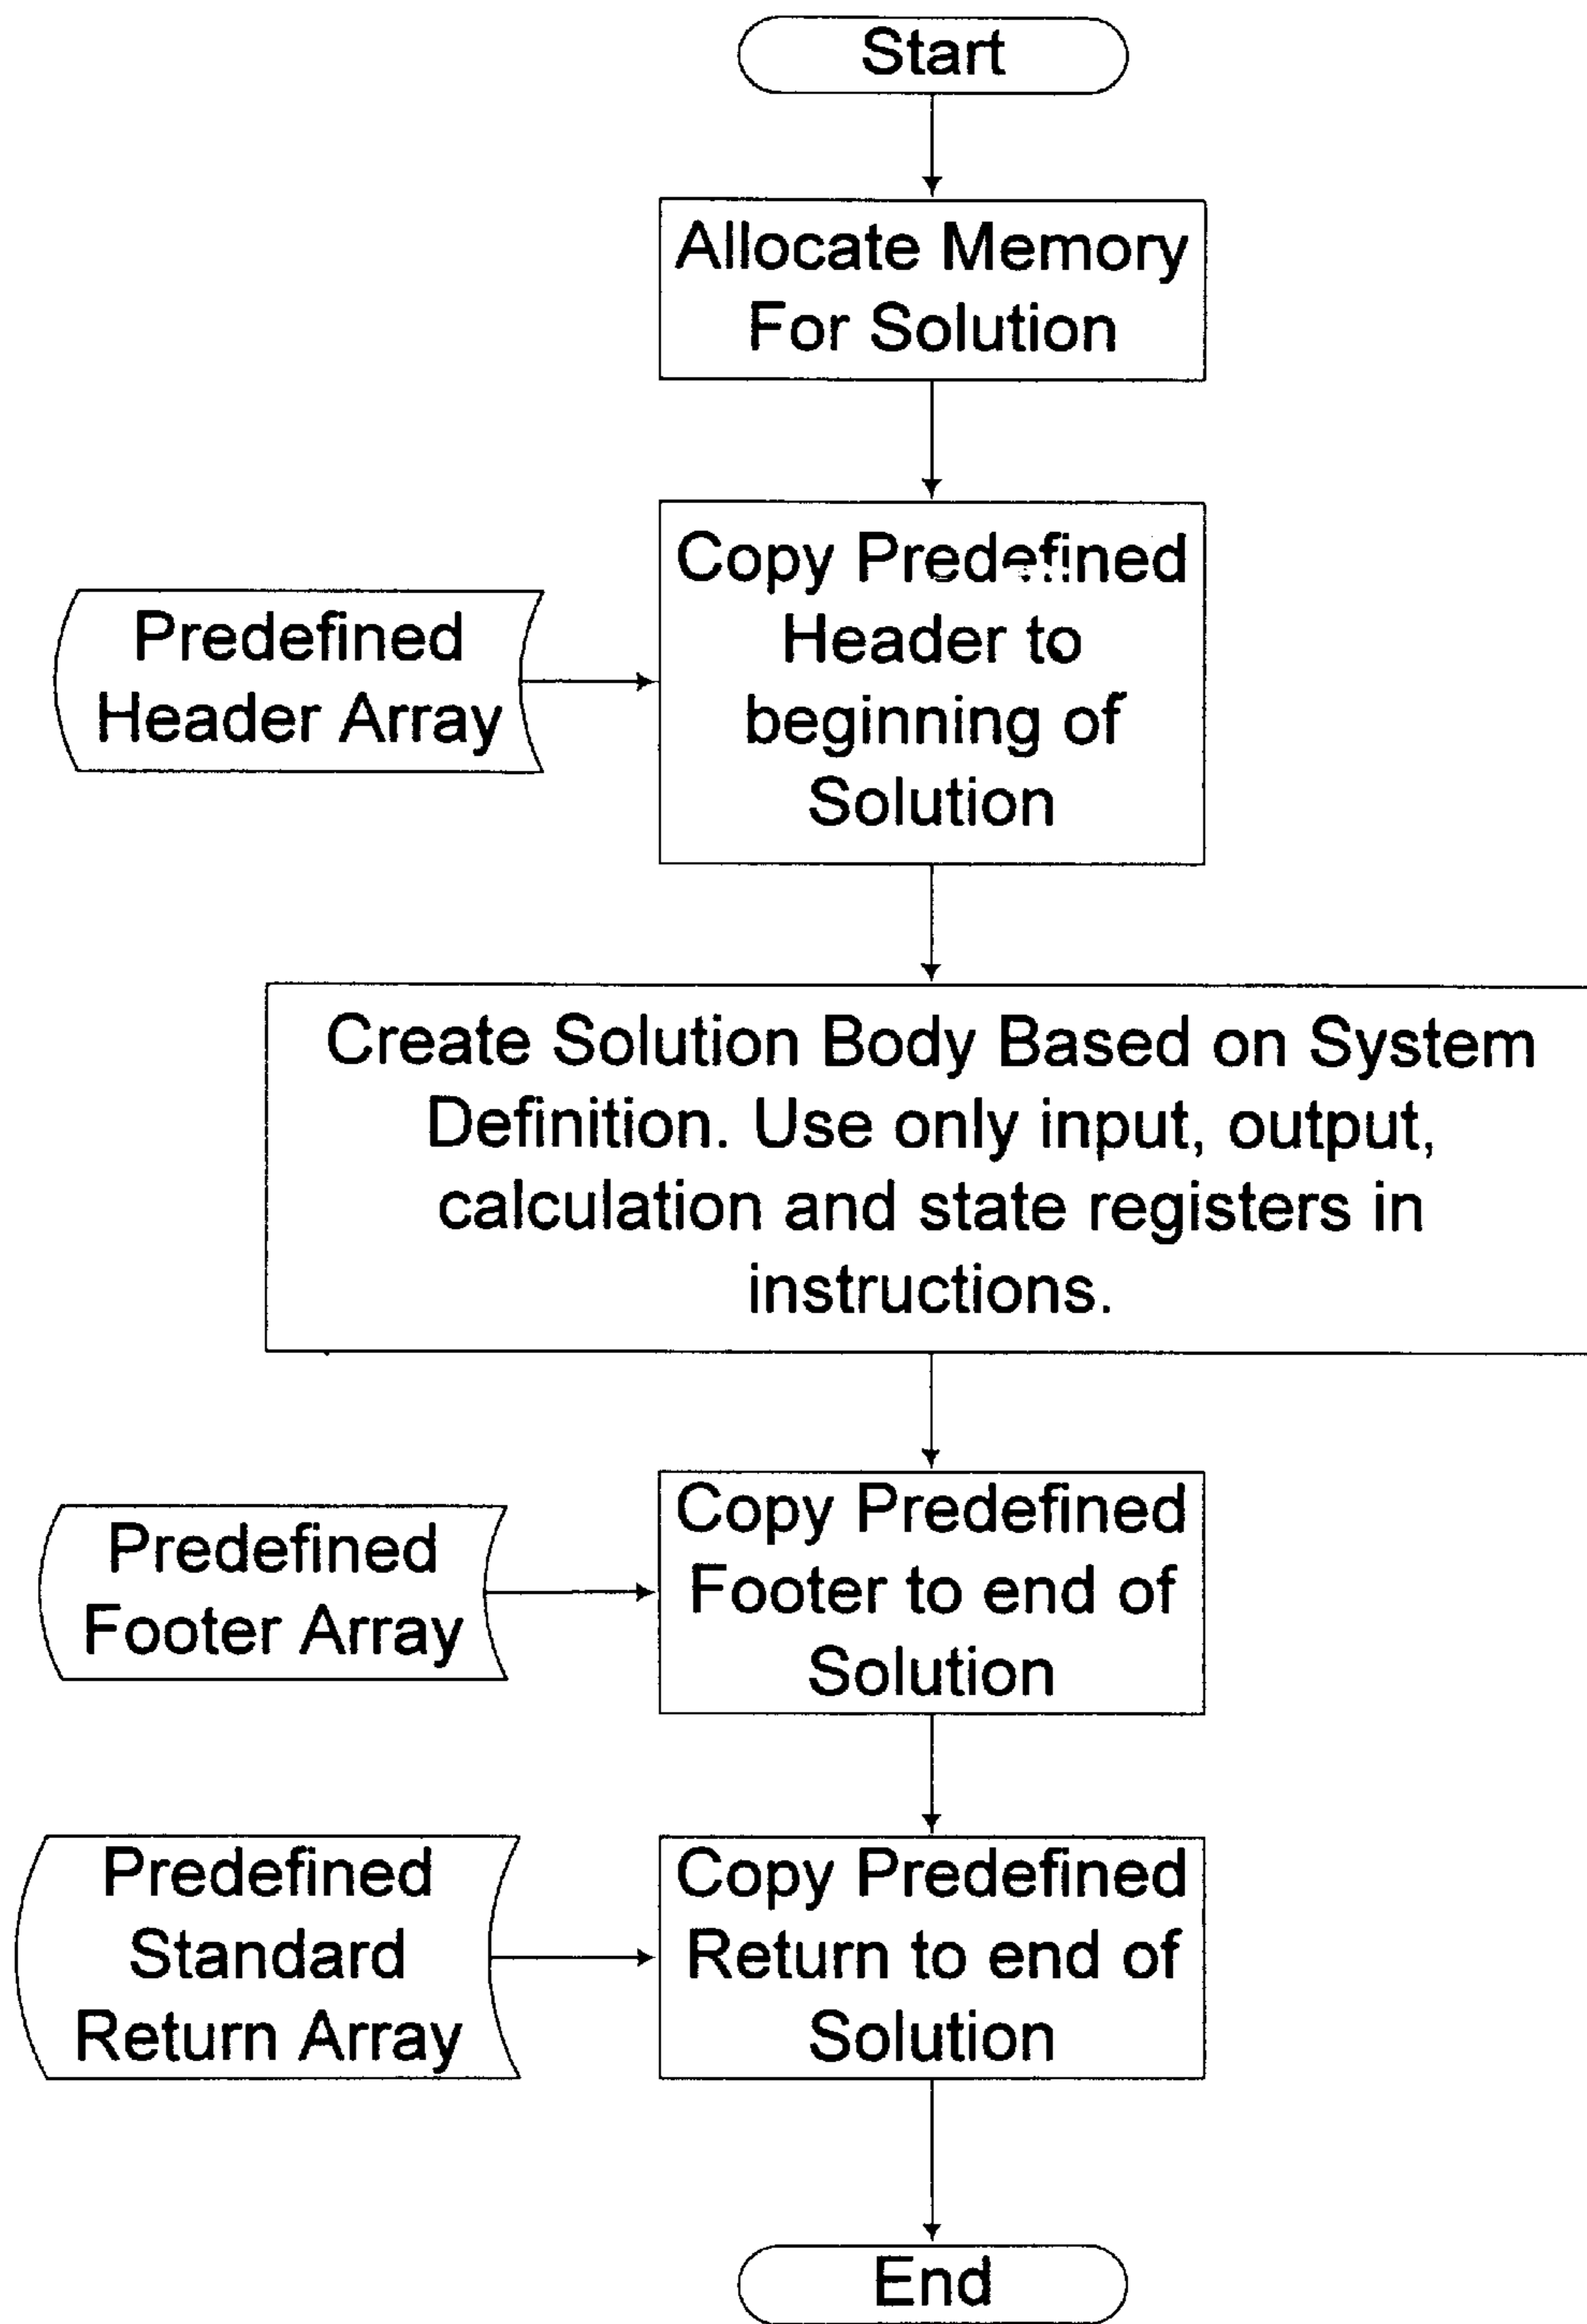 Start
Allocate Memory
For Solution
Copy Predefined
Header to
beginning of
Solution
Predefined
Header Array
Create Solution Body Based on System
Definition. Use only input, output,
calculation and state registers in
instructions.
Copy Predefined
Footer to end of
Solution
Predefined
Footer Array
Copy Predefined
Return to end of
Solution
Predefined
Standard
Return Array
End